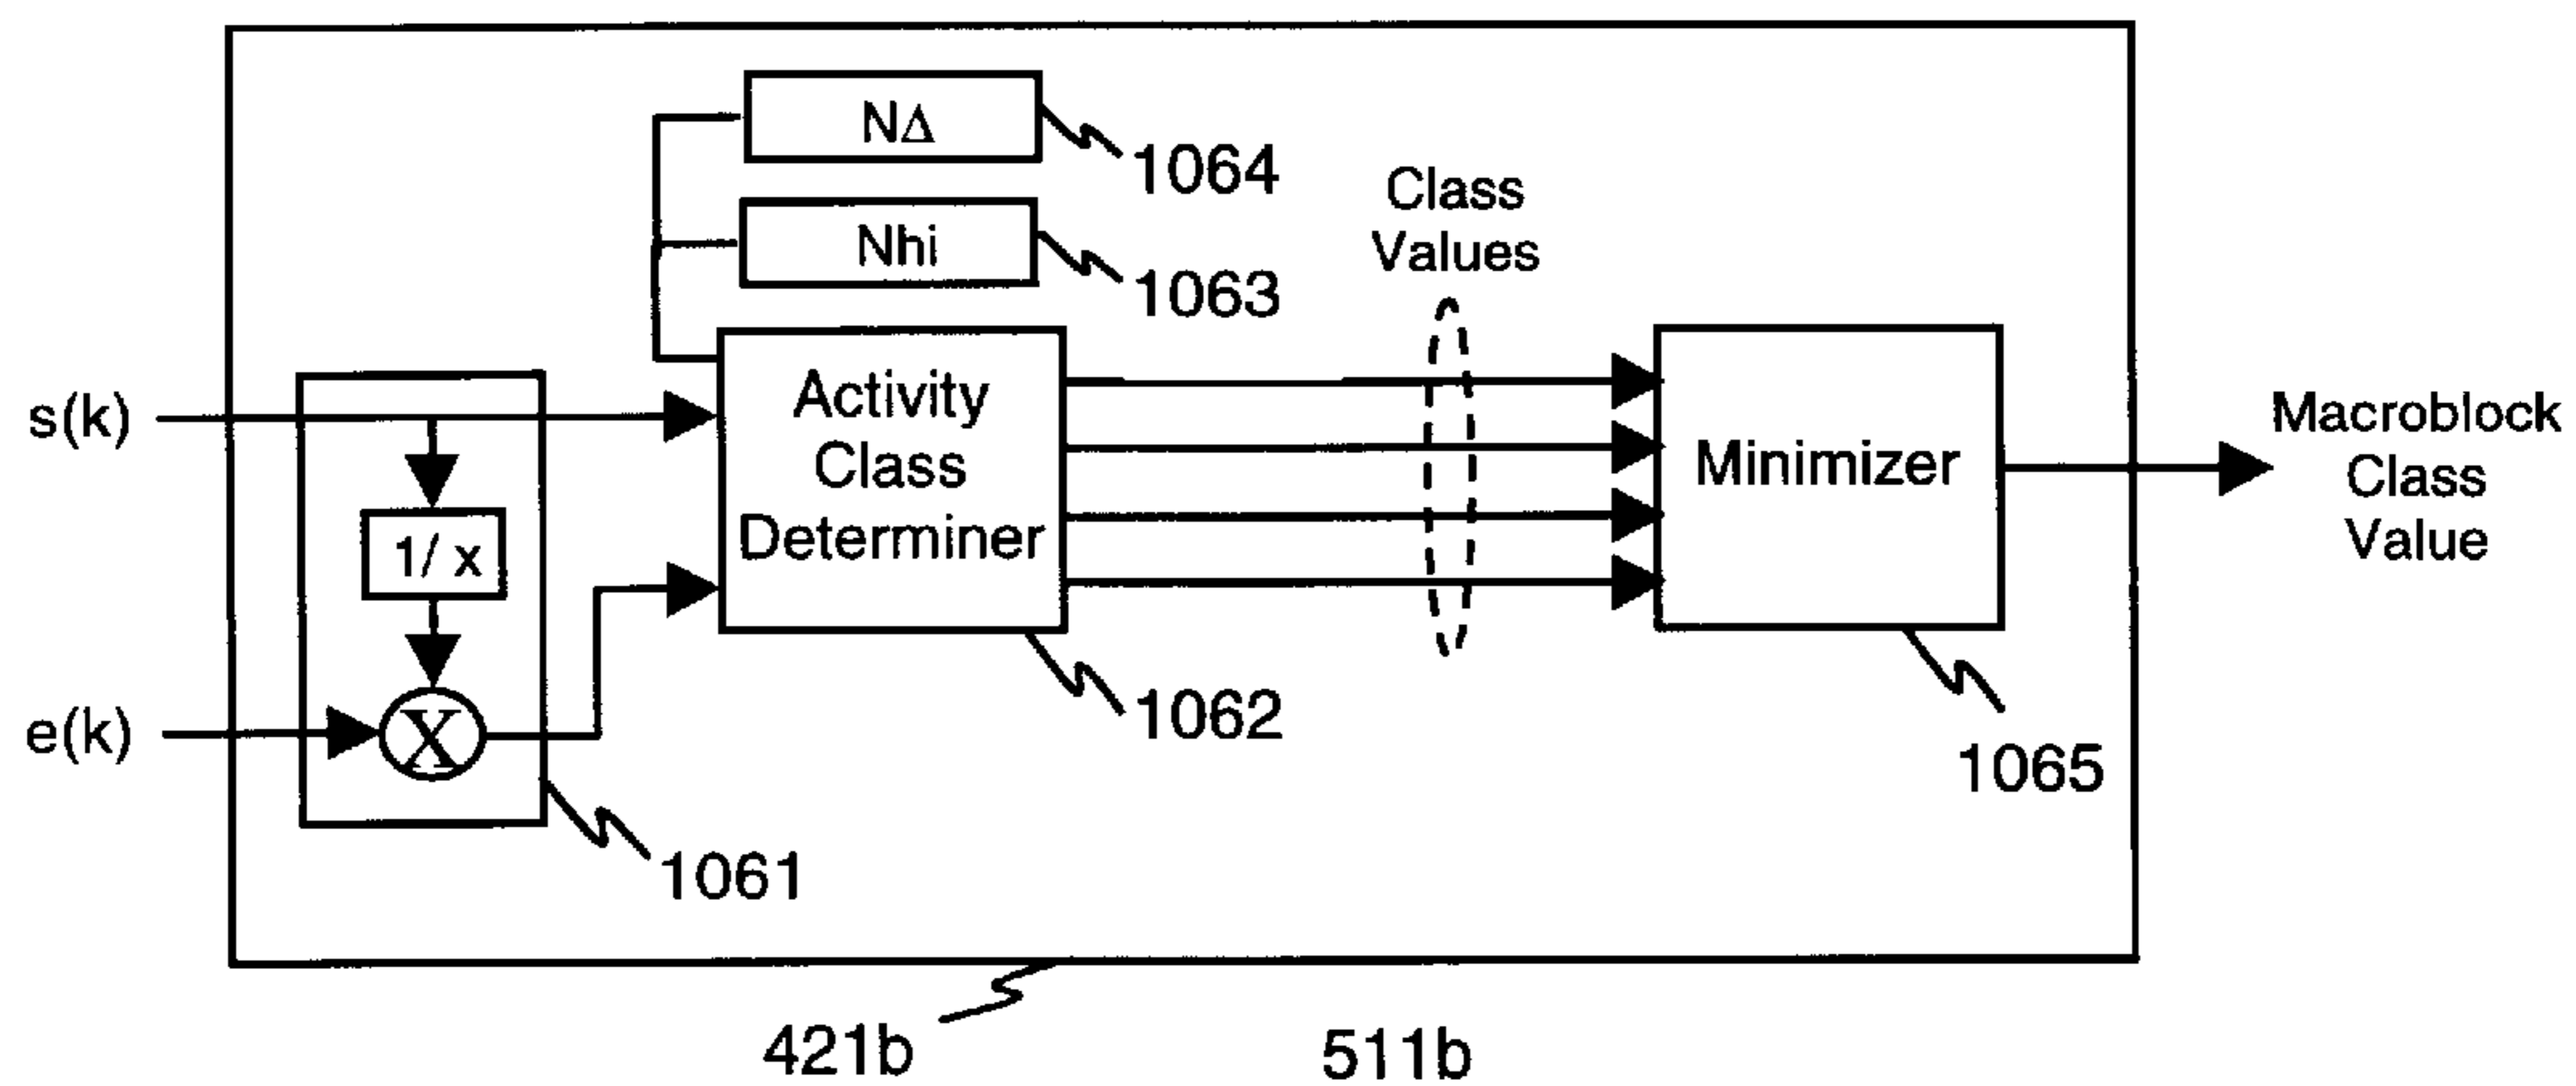 NΔ
1064
Nhi
1063
Class
Values
s(k)
Activity
Class
Determiner
Minimizer
Macroblock
Class
Value
1/ x
e(k)
X
1062
1065
1061
421b
511b